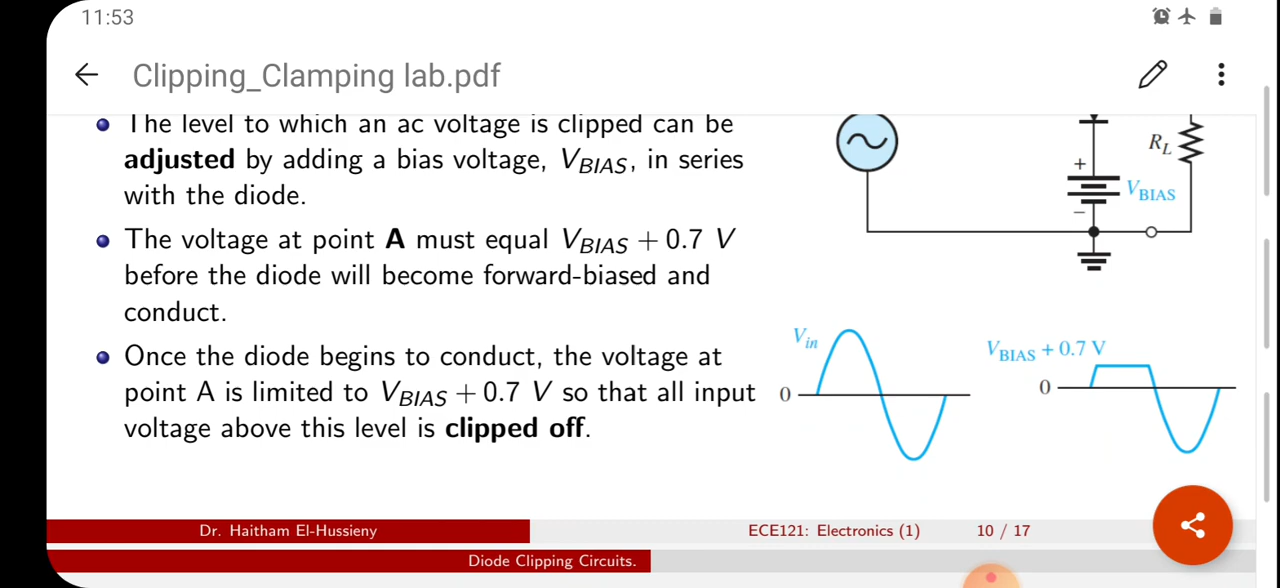 11:53
Clipping_Clamping lab.pdf
The level to which an ac voltage is clipped can be
adjusted by adding a bias voltage, VBIAS, in series
with the diode.
The voltage at point A must equal VBIAS + 0.7 V
before the diode will become forward-biased and
conduct.
Once the diode begins to conduct, the voltage at
point A is limited to VBIAS + 0.7 V so that all input
voltage above this level is clipped off.
RL
+
VBIAS
−
Vin
0
VBIAS + 0.7 V
0
Dr. Haitham El-Hussieny
ECE121: Electronics (1)
10 / 17
Diode Clipping Circuits.